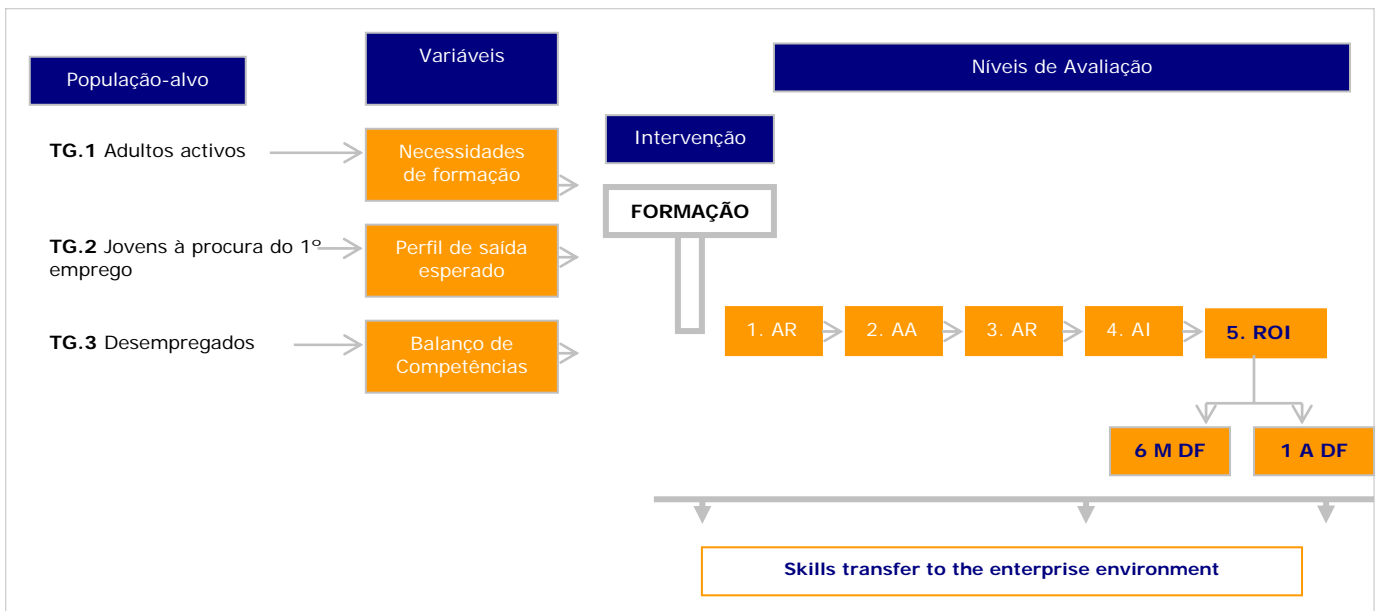 População-alvo
Variáveis
Níveis de Avaliação
Intervenção
TG.1 Adultos activos
Necessidades
de formação
FORMAÇÃO
TG.2 Jovens à procura do 1º
emprego
Perfil de saída
esperado
TG.3 Desempregados
Balanço de
Competências
1. AR
2. AA
3. AR
4. AI
5. ROI
6 M DF
1 A DF
Skills transfer to the enterprise environment